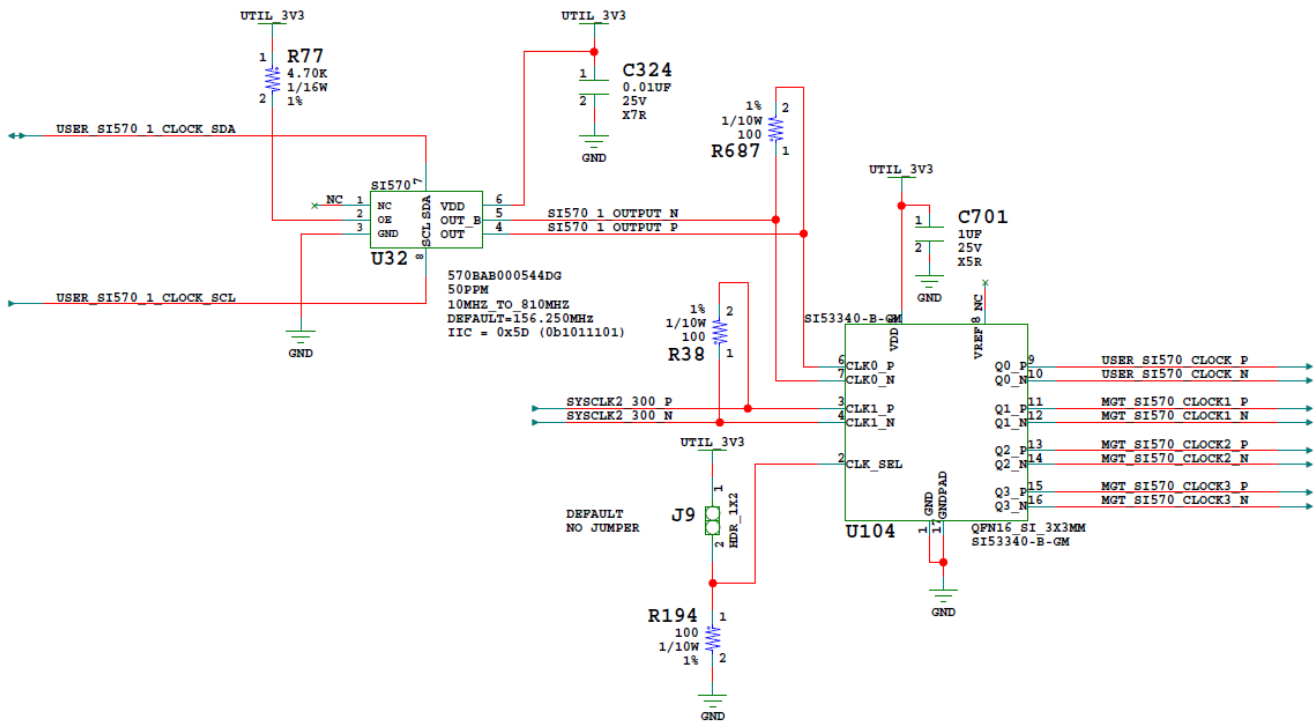 UTIL_3V3
1
R77
4.70K
1/16W
1%
2
UTIL_3V3
1
C324
0.01UF
25V
X7R
2
GND
USER_SI570_1_CLOCK_SDA
1%
1/10W
100
R687
2
1
SI570
7
NC
1
NC
2
OE
3
GND
SDA
SCL
VDD
6
OUT_B
5
OUT
4
8
U32
SI570_1_OUTPUT_N
SI570_1_OUTPUT_P
570BAB000544DG
50PPM
10MHZ_TO_810MHZ
DEFAULT=156.250MHZ
IIC = 0x5D (0b1011101)
USER_SI570_1_CLOCK_SCL
GND
UTIL_3V3
1
C701
1UF
25V
X5R
2
GND
1%
1/10W
100
R38
2
1
SI53340-B-GM
VDD
5
VREF
8
NC
6
CLK0_P
7
CLK0_N
3
CLK1_P
4
CLK1_N
2
CLK_SEL
SYSCLK2_300_P
SYSCLK2_300_N
Q0_P
9
USER_SI570_CLOCK_P
Q0_N
10
USER_SI570_CLOCK_N
Q1_P
11
MGT_SI570_CLOCK1_P
Q1_N
12
MGT_SI570_CLOCK1_N
Q2_P
13
MGT_SI570_CLOCK2_P
Q2_N
14
MGT_SI570_CLOCK2_N
Q3_P
15
MGT_SI570_CLOCK3_P
Q3_N
16
MGT_SI570_CLOCK3_N
GND
GNDPAD
1
17
U104
QFN16_SI_3X3MM
SI53340-B-GM
GND
UTIL_3V3
1
DEFAULT
NO JUMPER
J9
HDR_1X2
2
R194
100
1/10W
1%
1
2
GND